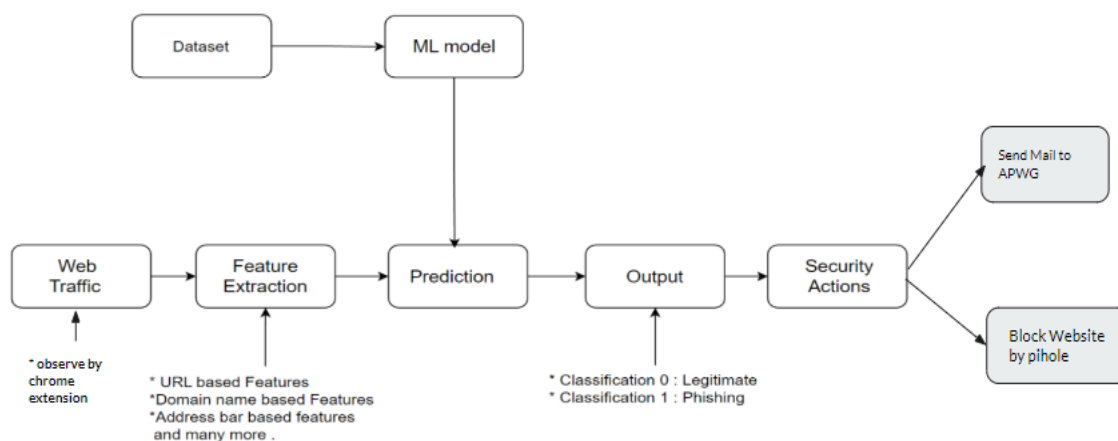 Dataset
ML model
Send Mail to
APWG
Web
Traffic
Feature
Extraction
Prediction
Output
Security
Actions
Block Website
by pihole
* observe by
chrome
extension
* URL based Features
*Domain name based Features
*Address bar based features
and many more .
* Classification 0 : Legitimate
* Classification 1 : Phishing